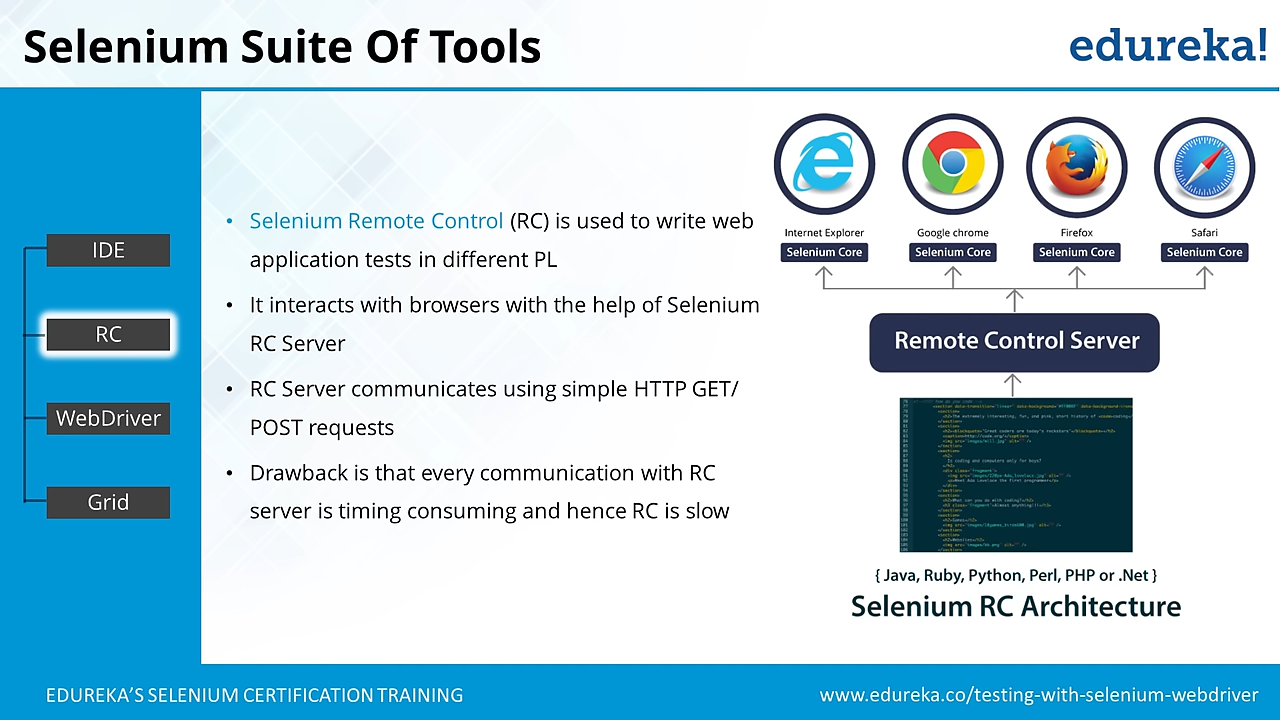 Selenium Suite Of Tools
edureka!
IDE
RC
WebDriver
Grid
• Selenium Remote Control (RC) is used to write web
application tests in different PL
• It interacts with browsers with the help of Selenium
RC Server
• RC Server communicates using simple HTTP GET/
POST requests
• Drawback is that every communication with RC
server is timing consuming and hence RC is slow
Internet Explorer
Google chrome
Firefox
Safari
Selenium Core
Selenium Core
Selenium Core
Selenium Core
Remote Control Server
{ Java, Ruby, Python, Perl, PHP or .Net }
Selenium RC Architecture
EDUREKA'S SELENIUM CERTIFICATION TRAINING
www.edureka.co/testing-with-selenium-webdriver